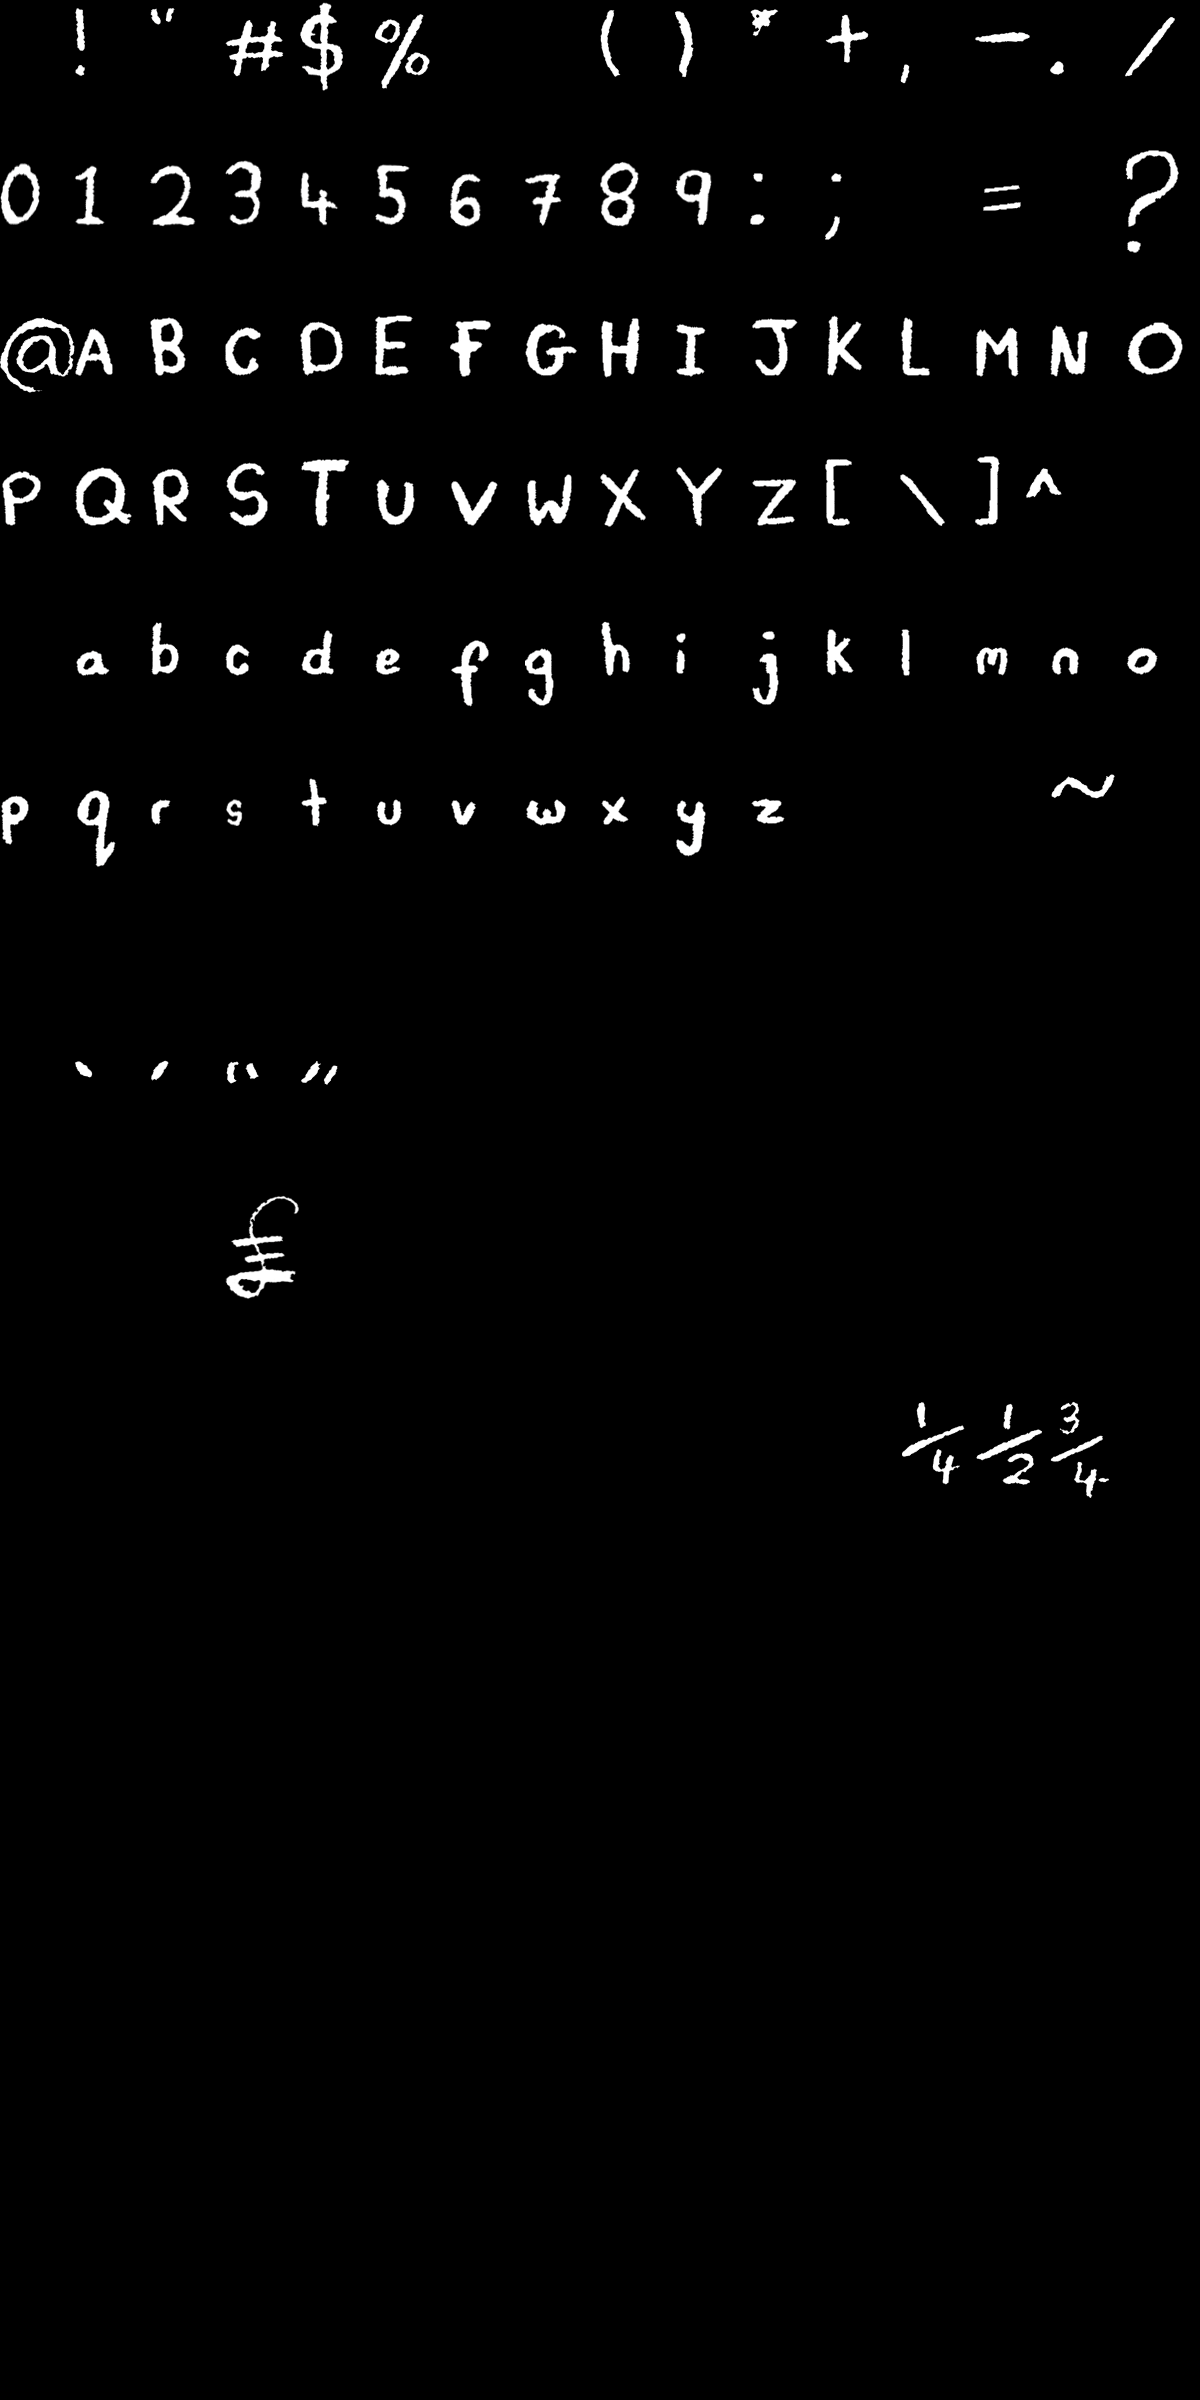 ! " # $ % ( ) * + , - . /
0 1 2 3 4 5 6 7 8 9 : ; = ?
@ A B C D E F G H I J K L M N O
P Q R S T U V W X Y Z [ \ ] ^
a b c d e f g h i j k l m n o
p q r s t u v w x y z ~
‘ ’ “ ”
£
¼ ½ ¾